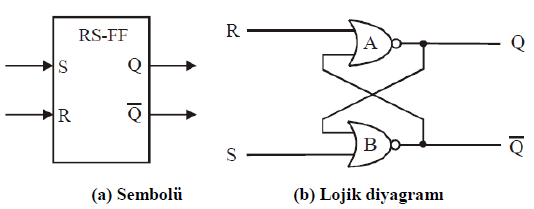 RS-FF
S Q
R Q̅
(a) Sembolü
R A Q
S B Q̅
(b) Lojik diyagramı